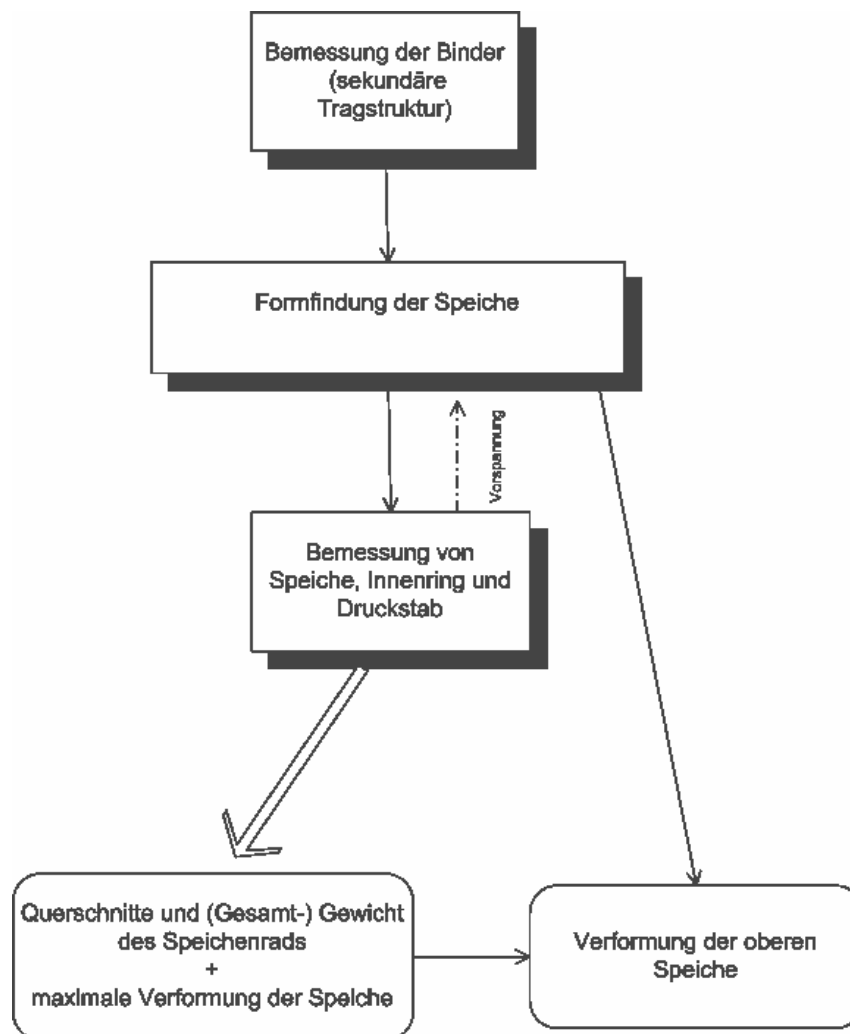 Bemessung der Binder
(sekundäre
Tragstruktur)
Formfindung der Speiche
Vorspannung
Bemessung von
Speiche, Innenring und
Druckstab
Querschnitte und (Gesamt-) Gewicht
des Speichenrads
+
maximale Verformung der Speiche
Verformung der oberen
Speiche